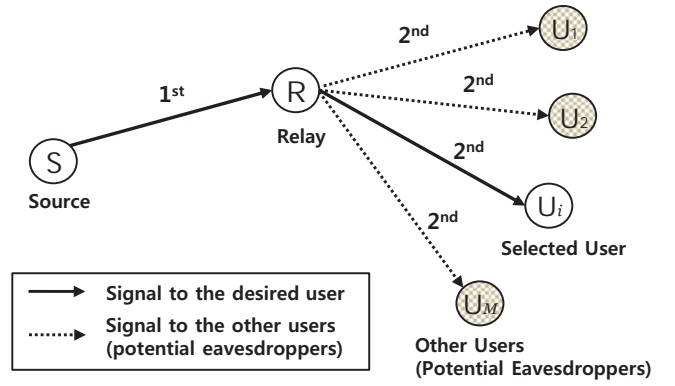 2nd
U1
2nd
U2
1st
R
Relay
S
Source
2nd
Ui
Selected User
2nd
UM
Other Users
(Potential Eavesdroppers)
Signal to the desired user
Signal to the other users
(potential eavesdroppers)